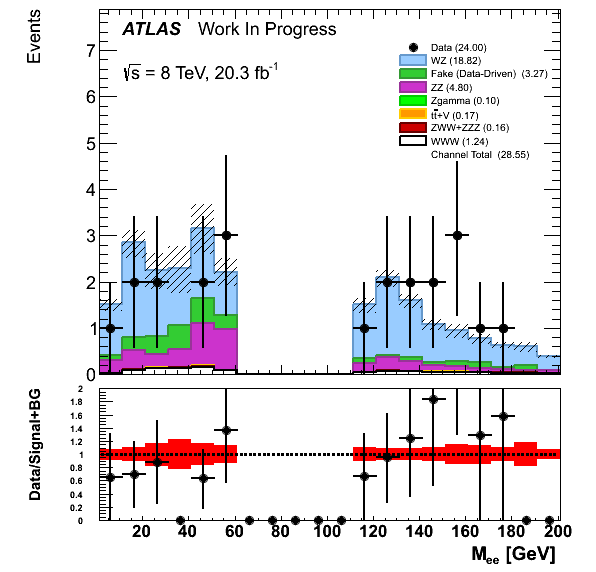 Events
ATLAS Work In Progress
√s = 8 TeV, 20.3 fb⁻¹
Data (24.00)
WZ (18.82)
Fake (Data-Driven) (3.27)
ZZ (4.80)
Zgamma (0.10)
tt̄+V (0.17)
ZWW+ZZZ (0.16)
WWW (1.24)
Channel Total (28.55)
7
6
5
4
3
2
1
0
Data/Signal+BG
2
1.8
1.6
1.4
1.2
1
0.8
0.6
0.4
0.2
0
20 40 60 80 100 120 140 160 180 200
M_ee [GeV]